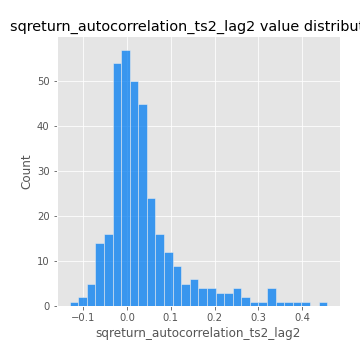 sqreturn_autocorrelation_ts2_lag2 value distribut
50
40
30
20
10
0
Count
−0.1 0.0 0.1 0.2 0.3 0.4
sqreturn_autocorrelation_ts2_lag2